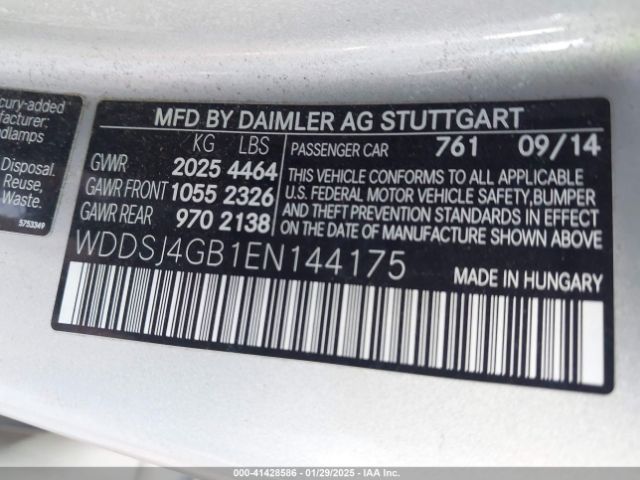 cury-added
facturer:
dlamps
Disposal.
Reuse,
Waste.
5753349
MFD BY DAIMLER AG STUTTGART
KG LBS
GVWR 2025 4464
GAWR FRONT 1055 2326
GAWR REAR 970 2138
PASSENGER CAR 761 09/14
THIS VEHICLE CONFORMS TO ALL APPLICABLE
U.S. FEDERAL MOTOR VEHICLE SAFETY, BUMPER
AND THEFT PREVENTION STANDARDS IN EFFECT
ON THE DATE OF MANUFACTURE SHOWN ABOVE.
WDDSJ4GB1EN144175
MADE IN HUNGARY
000-41428586 - 01/29/2025 - IAA Inc.